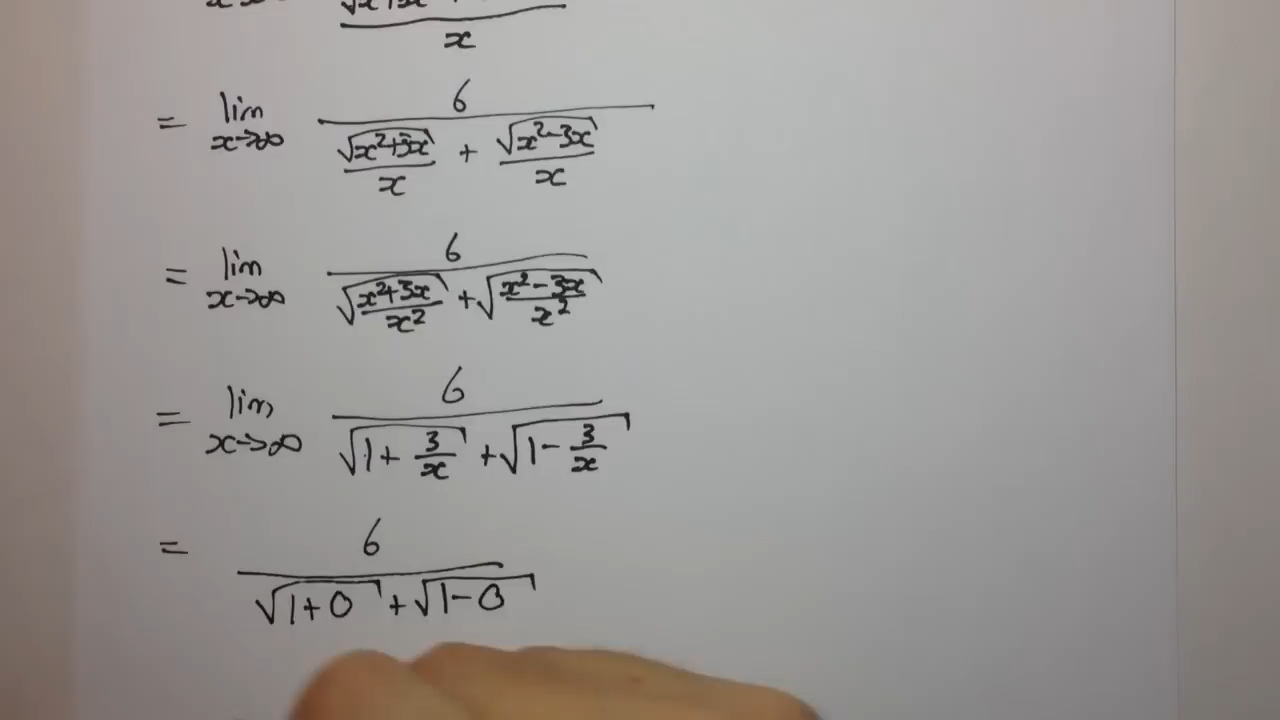 x
= lim x→∞ 6 / (√(x²+3x)/x + √(x²-3x)/x)
= lim x→∞ 6 / (√((x²+3x)/x²) + √((x²-3x)/x²))
= lim x→∞ 6 / (√(1+3/x) + √(1-3/x))
= 6 / (√(1+0) + √(1-0))